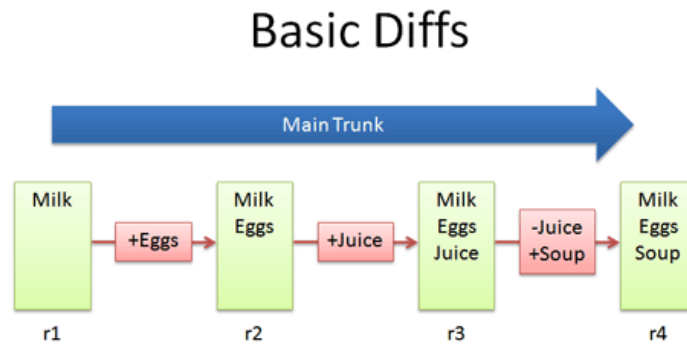 Basic Diffs
Main Trunk
Milk
+Eggs
Milk
Eggs
+Juice
Milk
Eggs
Juice
-Juice
+Soup
Milk
Eggs
Soup
r1
r2
r3
r4